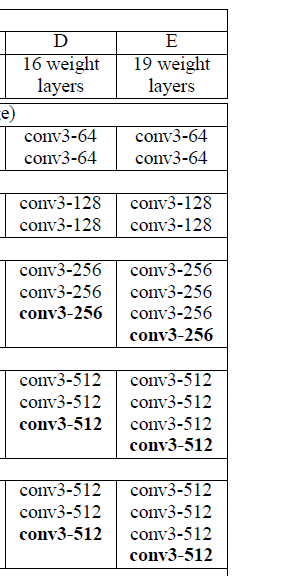 D E
16 weight 19 weight
layers layers
e)
conv3-64 conv3-64
conv3-64 conv3-64
conv3-128 conv3-128
conv3-128 conv3-128
conv3-256 conv3-256
conv3-256 conv3-256
conv3-256 conv3-256
conv3-256
conv3-512 conv3-512
conv3-512 conv3-512
conv3-512 conv3-512
conv3-512
conv3-512 conv3-512
conv3-512 conv3-512
conv3-512 conv3-512
conv3-512